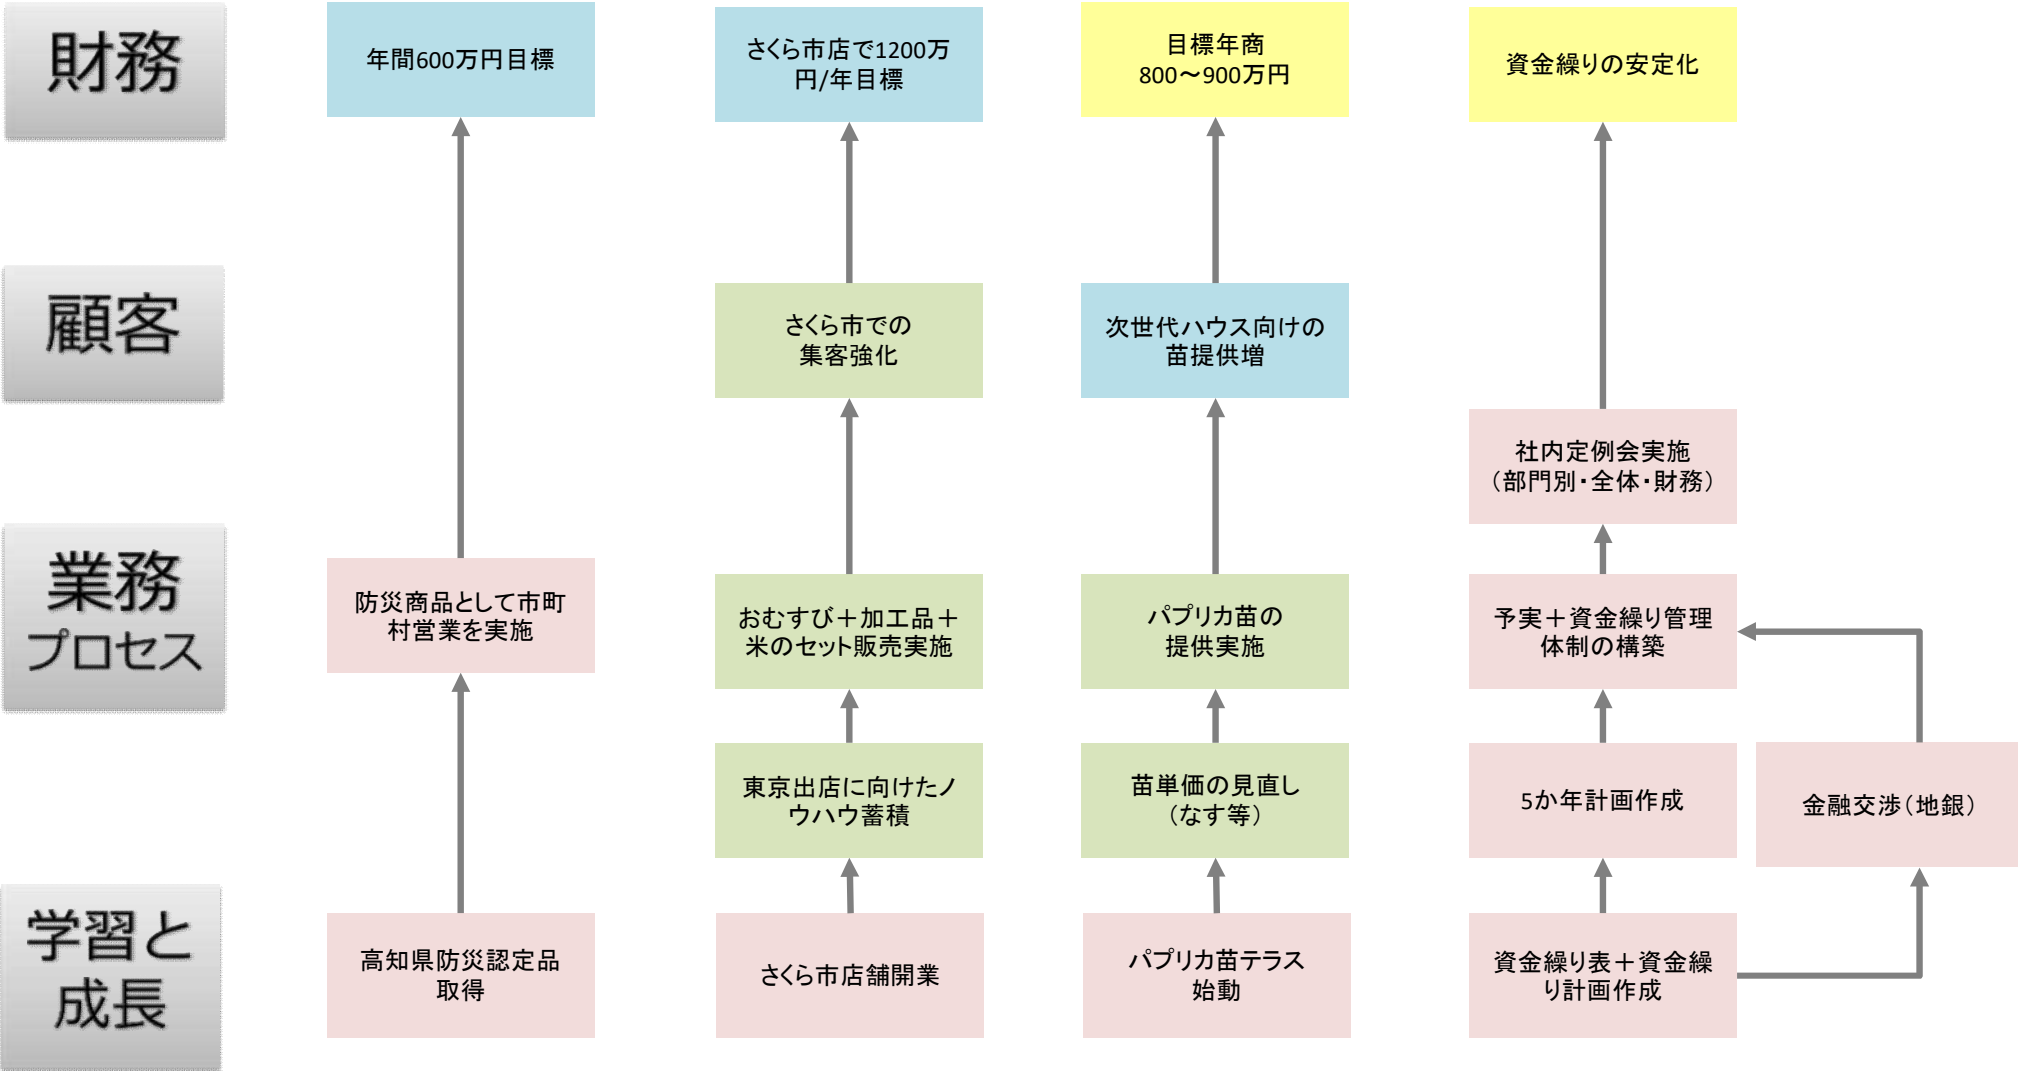 財務
年間600万円目標
さくら市店で1200万
円/年目標
目標年商
800～900万円
資金繰りの安定化
顧客
さくら市での
集客強化
次世代ハウス向けの
苗提供増
社内定例会実施
（部門別・全体・財務）
業務
プロセス
防災商品として市町
村営業を実施
おむすび＋加工品＋
米のセット販売実施
パプリカ苗の
提供実施
予実＋資金繰り管理
体制の構築
東京出店に向けたノ
ウハウ蓄積
苗単価の見直し
（なす等）
5か年計画作成
金融交渉（地銀）
学習と
成長
高知県防災認定品
取得
さくら市店舗開業
パプリカ苗テラス
始動
資金繰り表＋資金繰
り計画作成